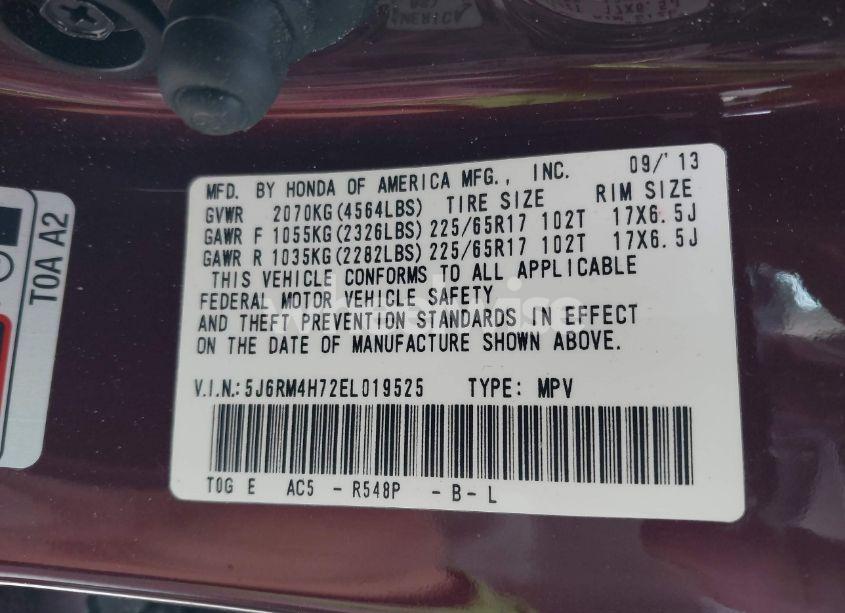 MFD. BY HONDA OF AMERICA MFG., INC. 09/'13
GVWR 2070KG(4564LBS) TIRE SIZE RIM SIZE
GAWR F 1055KG(2326LBS) 225/65R17 102T 17X6.5J
GAWR R 1035KG(2282LBS) 225/65R17 102T 17X6.5J
THIS VEHICLE CONFORMS TO ALL APPLICABLE
FEDERAL MOTOR VEHICLE SAFETY
AND THEFT PREVENTION STANDARDS IN EFFECT
ON THE DATE OF MANUFACTURE SHOWN ABOVE.
V.I.N.: 5J6RM4H72EL019525 TYPE: MPV
TOG E AC5 - R548P - B - L
TOA A2